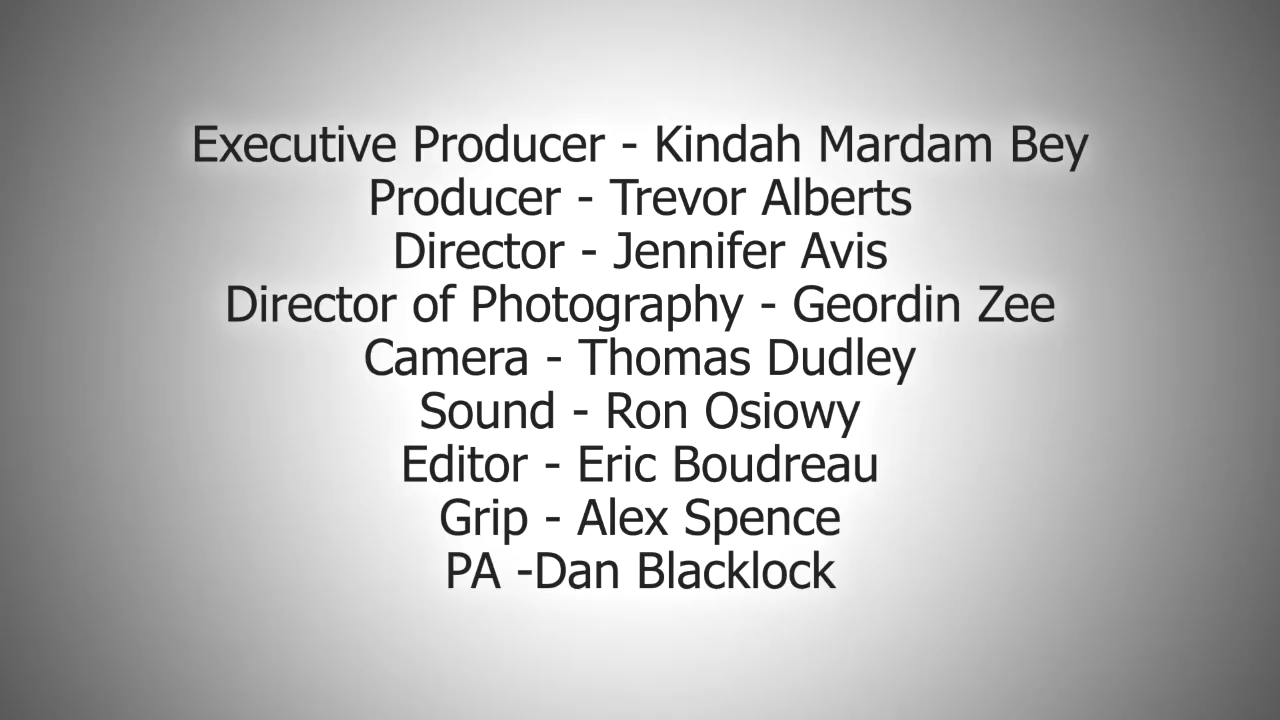 Executive Producer - Kindah Mardam Bey
Producer - Trevor Alberts
Director - Jennifer Avis
Director of Photography - Geordin Zee
Camera - Thomas Dudley
Sound - Ron Osiowy
Editor - Eric Boudreau
Grip - Alex Spence
PA -Dan Blacklock